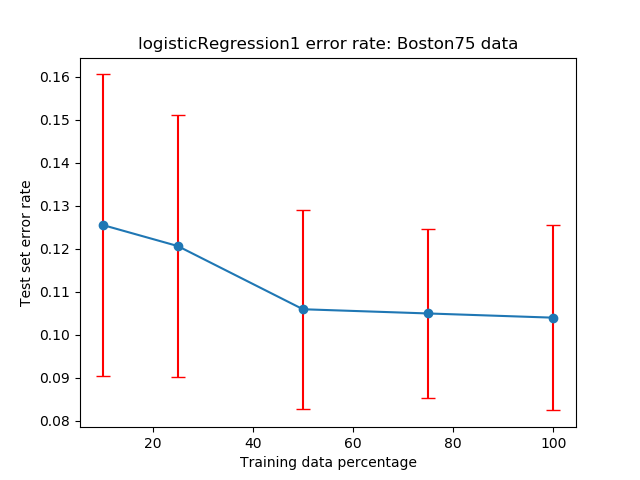 logisticRegression1 error rate: Boston75 data
0.16
0.15
0.14
0.13
0.12
0.11
0.10
0.09
0.08
Test set error rate
20 40 60 80 100
Training data percentage